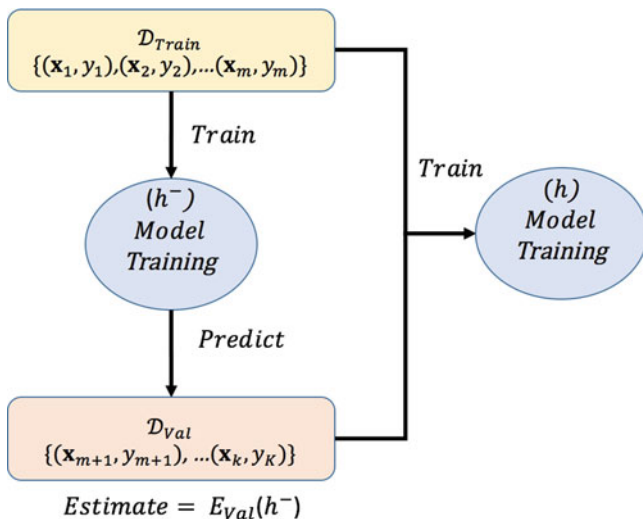 𝒟_Train
{(𝐱₁, y₁),(𝐱₂, y₂),…(𝐱ₘ, yₘ)}
Train
(h⁻)
Model
Training
Train
(h)
Model
Training
Predict
𝒟_Val
{(𝐱ₘ₊₁, yₘ₊₁), …(𝐱ₖ, y_K)}
Estimate = E_Val(h⁻)